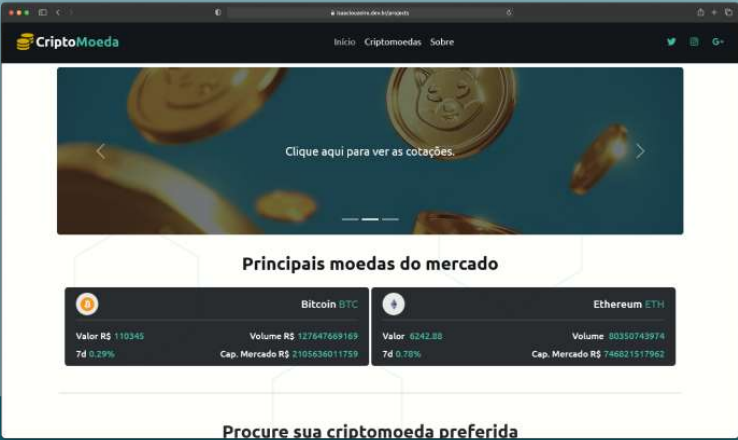 CriptoMoeda
Início Criptomoedas Sobre
G+
Clique aqui para ver as cotações.
Principais moedas do mercado
Bitcoin BTC
Valor R$ 110345 Volume R$ 127647669169
7d 0.29% Cap. Mercado R$ 2105636011759
Ethereum ETH
Valor 6242.88 Volume 80350743974
7d 0.78% Cap. Mercado R$ 746821517962
Procure sua criptomoeda preferida